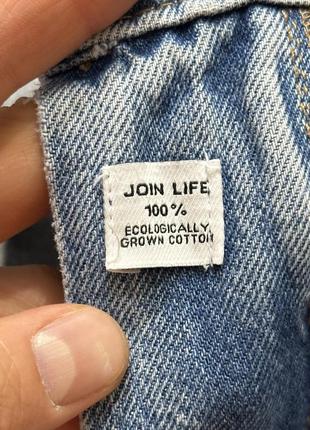 JOIN LIFE
100%
ECOLOGICALLY
GROWN COTTON